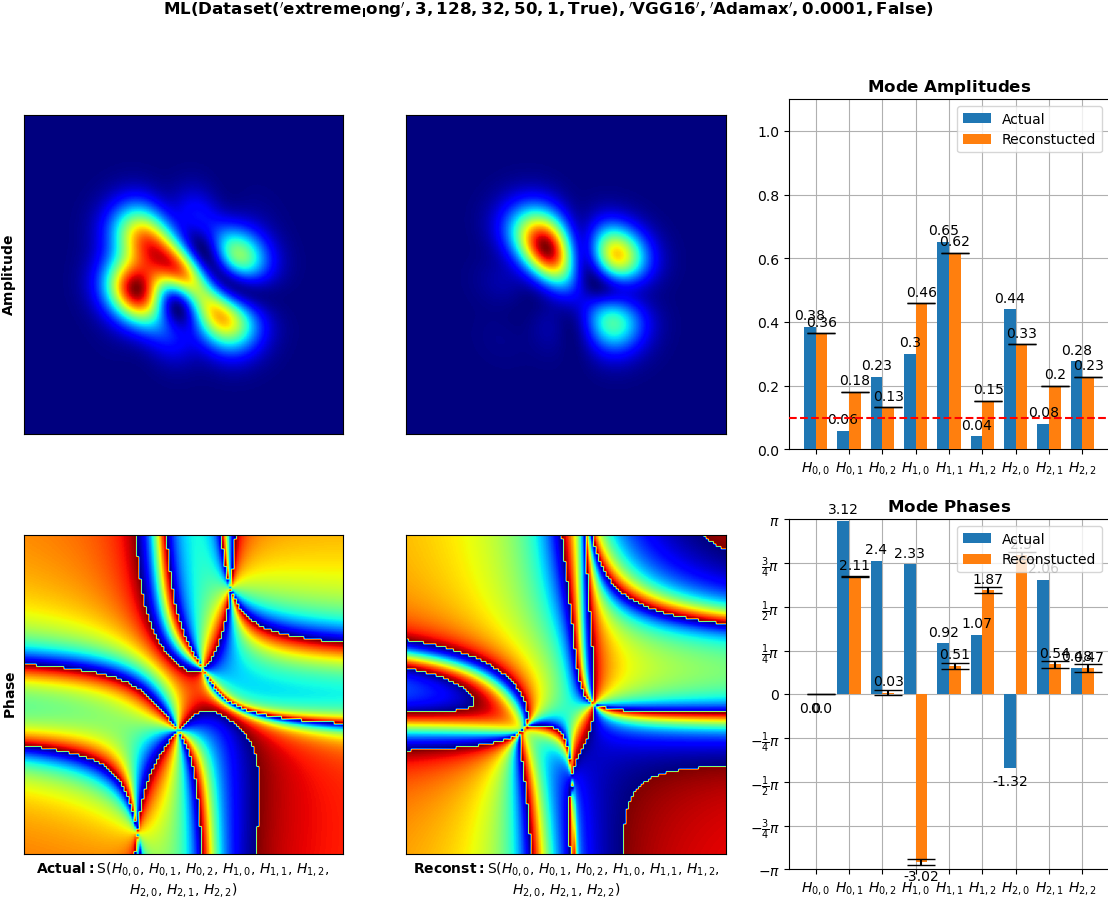 ML(Dataset('extreme_long', 3, 128, 32, 50, 1, True), 'VGG16', 'Adamax', 0.0001, False)
Amplitude
Mode Amplitudes
Actual
Reconstucted
1.0
0.8
0.6
0.4
0.2
0.0
0.38
0.36
0.06
0.18
0.23
0.13
0.3
0.46
0.65
0.62
0.04
0.15
0.44
0.33
0.08
0.2
0.28
0.23
H0,0 H0,1 H0,2 H1,0 H1,1 H1,2 H2,0 H2,1 H2,2
Phase
Actual: S(H0,0, H0,1, H0,2, H1,0, H1,1, H1,2,
H2,0, H2,1, H2,2)
Reconst: S(H0,0, H0,1, H0,2, H1,0, H1,1, H1,2,
H2,0, H2,1, H2,2)
Mode Phases
Actual
Reconstucted
π
3/4π
1/2π
1/4π
0
−1/4π
−1/2π
−3/4π
−π
0.0
0.0
3.12
2.11
2.4
0.03
2.33
-3.02
0.92
0.51
1.07
1.87
-1.32
2.06
0.54
0.48
0.47
H0,0 H0,1 H0,2 H1,0 H1,1 H1,2 H2,0 H2,1 H2,2